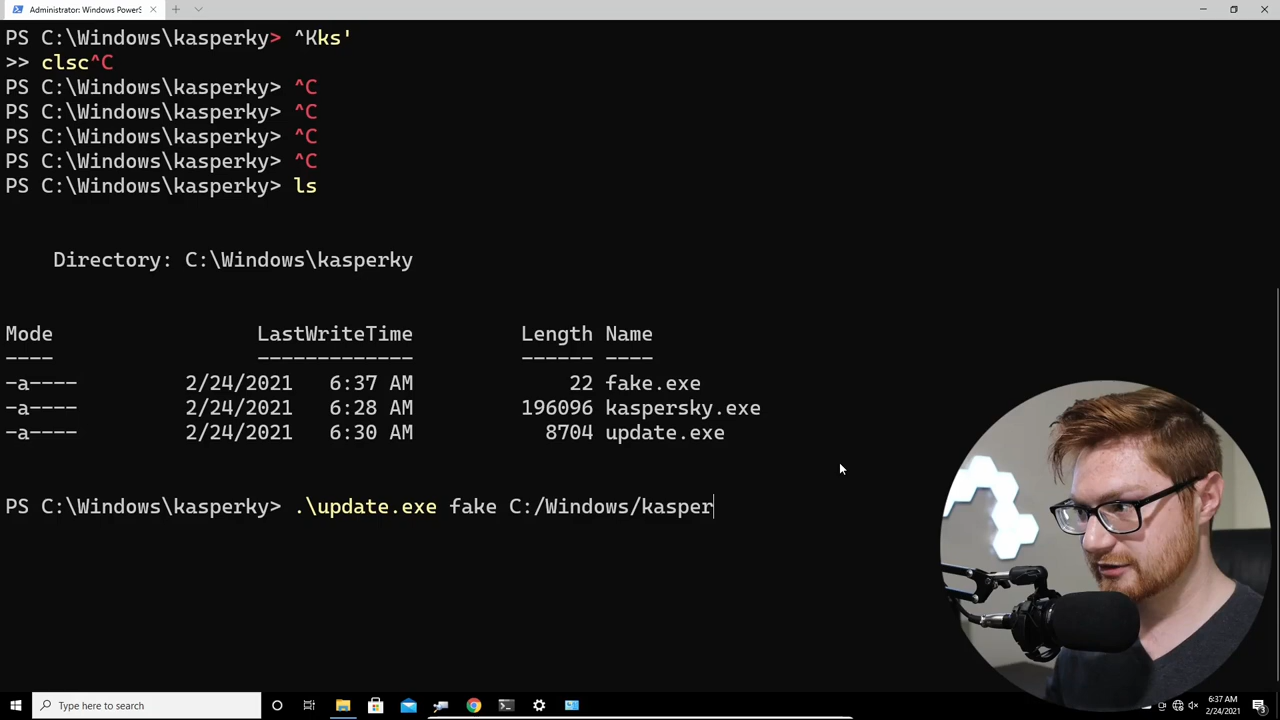 Administrator: Windows PowerS
PS C:\Windows\kasperky> ^Kks'
>> clsc^C
PS C:\Windows\kasperky> ^C
PS C:\Windows\kasperky> ^C
PS C:\Windows\kasperky> ^C
PS C:\Windows\kasperky> ^C
PS C:\Windows\kasperky> ls
Directory: C:\Windows\kasperky
Mode LastWriteTime Length Name
---- ------------- ------ ----
-a---- 2/24/2021 6:37 AM 22 fake.exe
-a---- 2/24/2021 6:28 AM 196096 kaspersky.exe
-a---- 2/24/2021 6:30 AM 8704 update.exe
PS C:\Windows\kasperky> .\update.exe fake C:/Windows/kasper
Type here to search
6:37 AM
2/24/2021